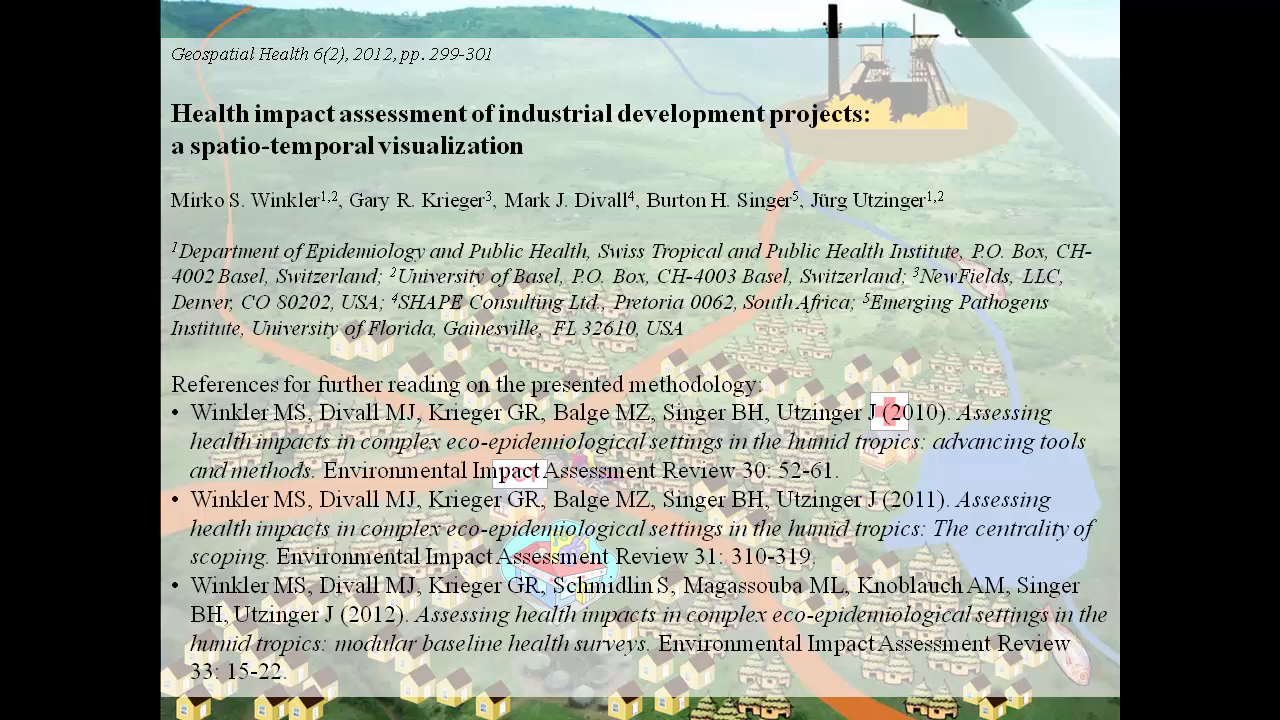 Geospatial Health 6(2), 2012, pp. 299-301
Health impact assessment of industrial development projects:
a spatio-temporal visualization
Mirko S. Winkler1,2, Gary R. Krieger3, Mark J. Divall4, Burton H. Singer5, Jürg Utzinger1,2
1Department of Epidemiology and Public Health, Swiss Tropical and Public Health Institute, P.O. Box, CH-
4002 Basel, Switzerland; 2University of Basel, P.O. Box, CH-4003 Basel, Switzerland; 3NewFields, LLC,
Denver, CO 80202, USA; 4SHAPE Consulting Ltd., Pretoria 0062, South Africa; 5Emerging Pathogens
Institute, University of Florida, Gainesville, FL 32610, USA
References for further reading on the presented methodology:
• Winkler MS, Divall MJ, Krieger GR, Balge MZ, Singer BH, Utzinger J (2010). Assessing
health impacts in complex eco-epidemiological settings in the humid tropics: advancing tools
and methods. Environmental Impact Assessment Review 30: 52-61.
• Winkler MS, Divall MJ, Krieger GR, Balge MZ, Singer BH, Utzinger J (2011). Assessing
health impacts in complex eco-epidemiological settings in the humid tropics: The centrality of
scoping. Environmental Impact Assessment Review 31: 310-319.
• Winkler MS, Divall MJ, Krieger GR, Schmidlin S, Magassouba ML, Knoblauch AM, Singer
BH, Utzinger J (2012). Assessing health impacts in complex eco-epidemiological settings in the
humid tropics: modular baseline health surveys. Environmental Impact Assessment Review
33: 15-22.